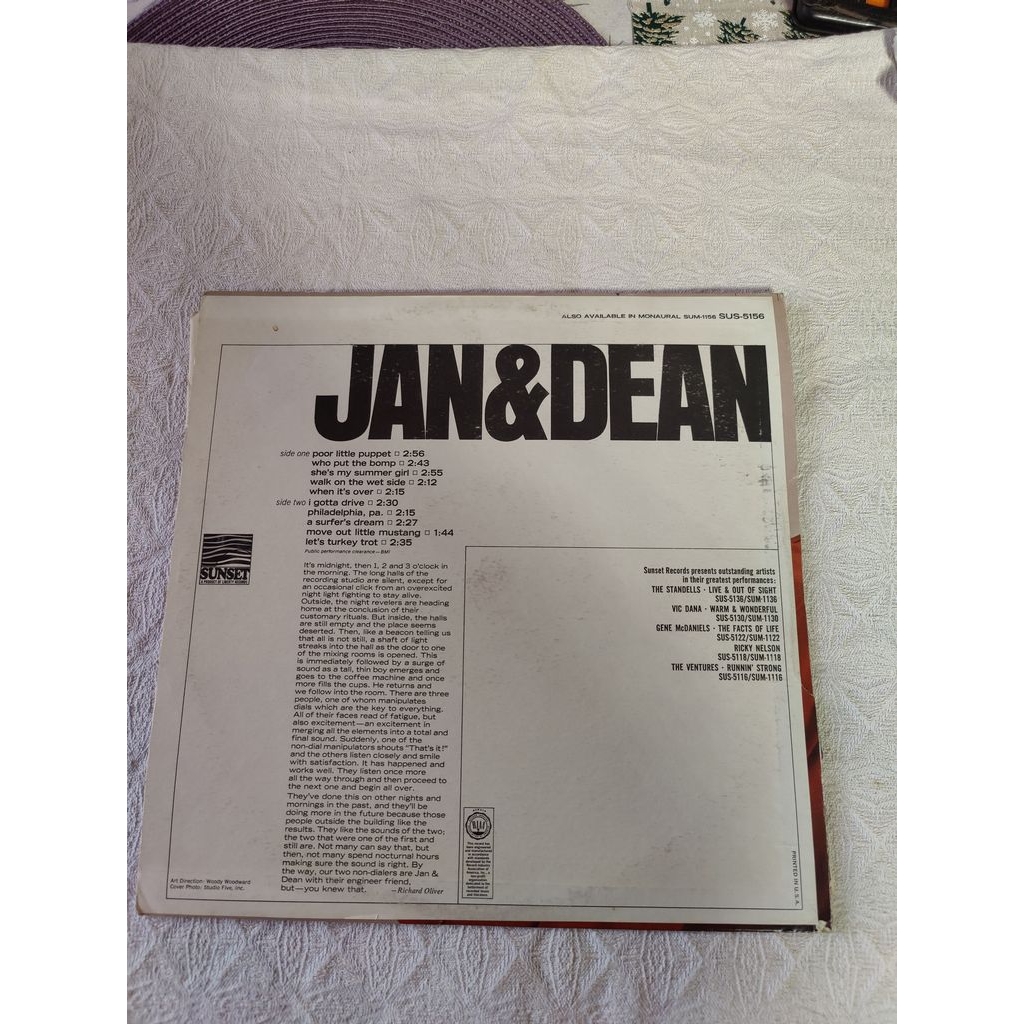 ALSO AVAILABLE IN MONAURAL SUM-1156 SUS-5156
JAN&DEAN
side one poor little puppet □ 2:56
who put the bomp □ 2:43
she's my summer girl □ 2:55
walk on the wet side □ 2:12
when it's over □ 2:15
side two i gotta drive □ 2:30
philadelphia, pa. □ 2:15
a surfer's dream □ 2:27
move out little mustang □ 1:44
let's turkey trot □ 2:35
Public performance clearance—BMI
SUNSET
A PRODUCT OF LIBERTY RECORDS
It's midnight, then 1, 2 and 3 o'clock in
the morning. The long halls of the
recording studio are silent, except for
an occasional click from an overexcited
night light fighting to stay alive.
Outside, the night revelers are heading
home at the conclusion of their
customary rituals. But inside, the halls
are still empty and the place seems
deserted. Then, like a beacon telling us
that all is not still, a shaft of light
streaks into the hall as the door to one
of the mixing rooms is opened. This
is immediately followed by a surge of
sound as a tall, thin boy emerges and
goes to the coffee machine and once
more fills the cups. He returns and
we follow into the room. There are three
people, one of whom manipulates
dials which are the key to everything.
All of their faces read of fatigue, but
also excitement—an excitement in
merging all the elements into a total and
final sound. Suddenly, one of the
non-dial manipulators shouts "That's it!"
and the others listen closely and smile
with satisfaction. It has happened and
works well. They listen once more
all the way through and then proceed to
the next one and begin all over.
They've done this on other nights and
mornings in the past, and they'll be
doing more in the future because those
people outside the building like the
results. They like the sounds of the two;
the two that were one of the first and
still are. Not many can say that, but
then, not many spend nocturnal hours
making sure the sound is right. By
the way, our two non-dialers are Jan &
Dean with their engineer friend,
but—you knew that. —Richard Oliver
Sunset Records presents outstanding artists
in their greatest performances:
THE STANDELLS · LIVE & OUT OF SIGHT
SUS-5136/SUM-1136
VIC DANA · WARM & WONDERFUL
SUS-5130/SUM-1130
GENE McDANIELS · THE FACTS OF LIFE
SUS-5122/SUM-1122
RICKY NELSON
SUS-5118/SUM-1118
THE VENTURES · RUNNIN' STRONG
SUS-5116/SUM-1116
Art Direction: Woody Woodward
Cover Photo: Studio Five, Inc.
PRINTED IN U.S.A.